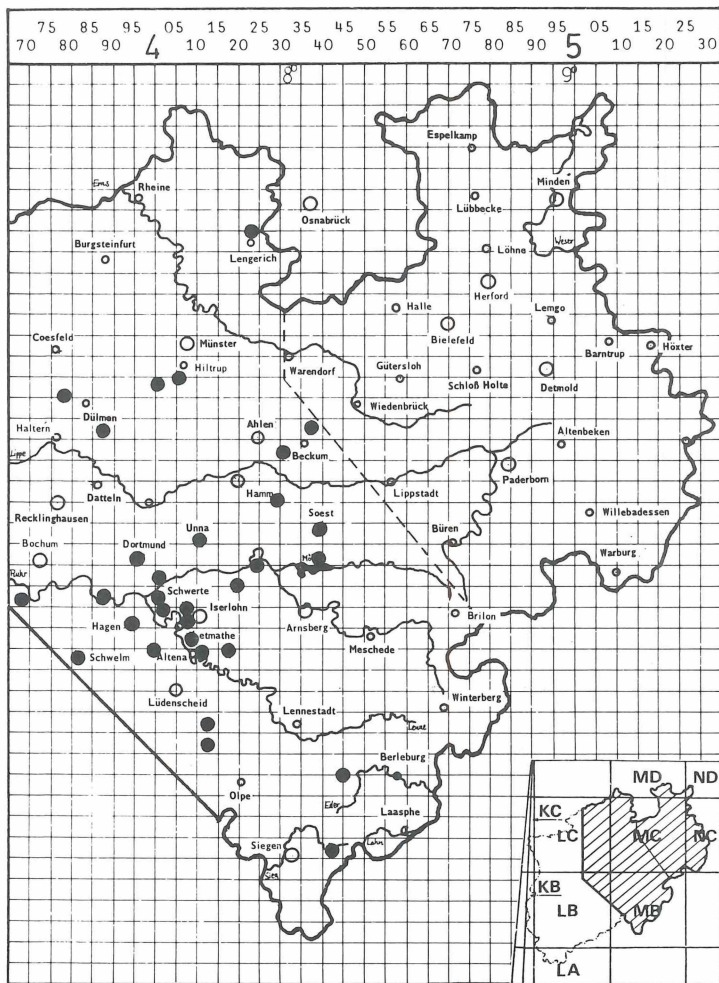 75 85 95 4 05 15 25 35 45 55 65 75 85 95 5 05 15 25
70 80 90 10 20 30 40 50 60 70 80 90 10 20 30
8° 9°
Espelkamp
Ems Rheine
Minden
Osnabrück
Lübbecke
Burgsteinfurt
Lengerich
Löhne
Weser
Herford
Halle
Lemgo
Coesfeld
Münster
Bielefeld
Barntrup Höxter
Hiltrup
Warendorf
Gütersloh
Schloß Holte
Detmold
Dülmen
Wiedenbrück
Haltern
Ahlen
Altenbeken
Lippe
Beckum
Datteln
Hamm
Lippstadt
Paderborn
Recklinghausen
Soest
Willebadessen
Unna
Büren
Bochum
Dortmund
Warburg
Ruhr
Schwerte
Iserlohn
Hagen
Arnsberg
Brilon
etmathe
Meschede
Schwelm
Altena
Lüdenscheid
Winterberg
Lennestadt
Lenne
Berleburg
Olpe
Eder
Laasphe
Siegen
Lahn
Sieg
MD ND
KC
LC MC NC
KB
LB MB
LA